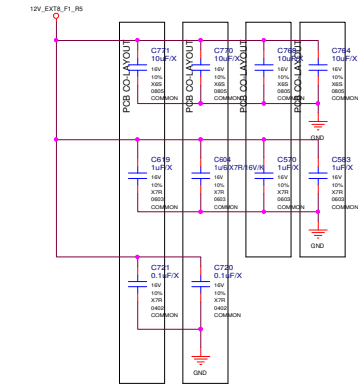 12V_EXT8_F1_R5
PCB CO-LAYOUT
C771
10uF/X
16V
10%
X6S
0805
COMMON
PCB CO-LAYOUT
C770
10uF/X
16V
10%
X6S
0805
COMMON
PCB CO-LAYOUT
10uF/X
16V
10%
X6S
0805
COMMON
PCB CO-LAYOUT
C764
10uF/X
16V
10%
X6S
0805
COMMON
GND
C619
1uF/X
16V
10%
X7R
0603
COMMON
C604
1u/6/X7R/16V/K
16V
10%
X7R
0603
COMMON
C570
1uF/X
16V
10%
X7R
0603
COMMON
C583
1uF/X
16V
10%
X7R
0603
COMMON
GND
C721
0.1uF/X
16V
10%
X7R
0402
COMMON
C720
0.1uF/X
16V
10%
X7R
0402
COMMON
GND